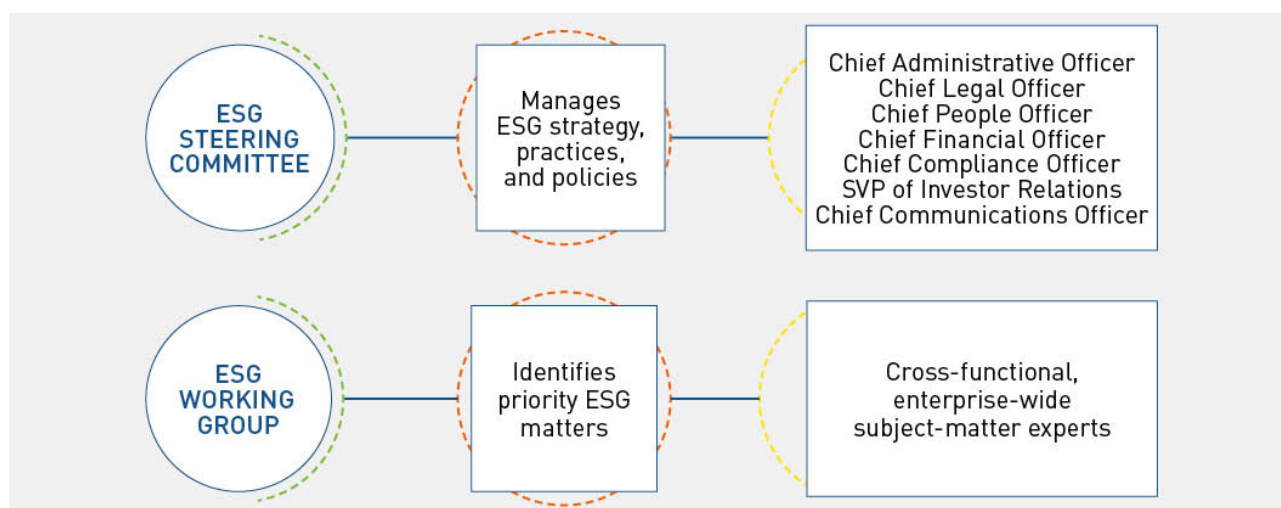 ESG
STEERING
COMMITTEE
Manages
ESG strategy,
practices,
and policies
Chief Administrative Officer
Chief Legal Officer
Chief People Officer
Chief Financial Officer
Chief Compliance Officer
SVP of Investor Relations
Chief Communications Officer
ESG
WORKING
GROUP
Identifies
priority ESG
matters
Cross-functional,
enterprise-wide
subject-matter experts